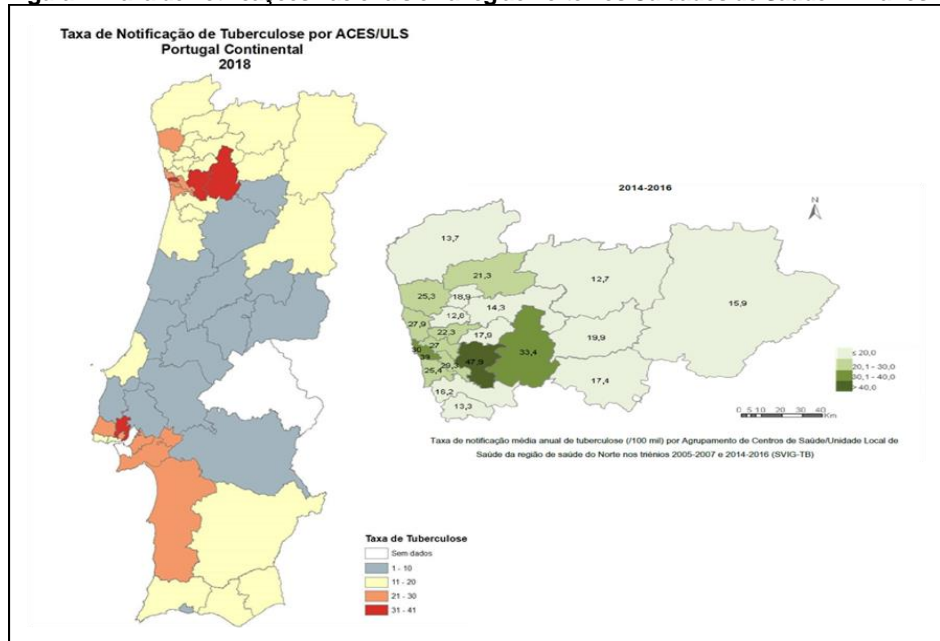 Taxa de Notificação de Tuberculose por ACES/ULS
Portugal Continental
2018
2014-2016
N
13,7
21,3
12,7
15,9
25,3
18,9
14,3
27,9
22,3
17,9
19,9
27
33,4
47,9
25,4
17,4
16,2
13,3
≤ 20,0
20,1 - 30,0
30,1 - 40,0
> 40,0
0 5 10 20 30 40
Km
Taxa de notificação média anual de tuberculose (/100 mil) por Agrupamento de Centros de Saúde/Unidade Local de
Saúde da região de saúde do Norte nos triénios 2005-2007 e 2014-2016 (SVIG-TB)
Taxa de Tuberculose
Sem dados
1 - 10
11 - 20
21 - 30
31 - 41